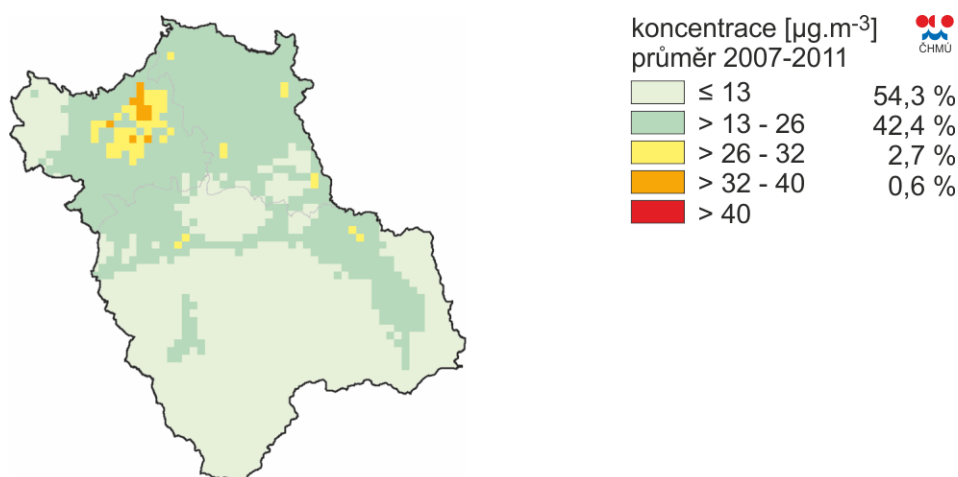 koncentrace [µg.m-3]
průměr 2007-2011
ČHMÚ
≤ 13 54,3 %
> 13 - 26 42,4 %
> 26 - 32 2,7 %
> 32 - 40 0,6 %
> 40